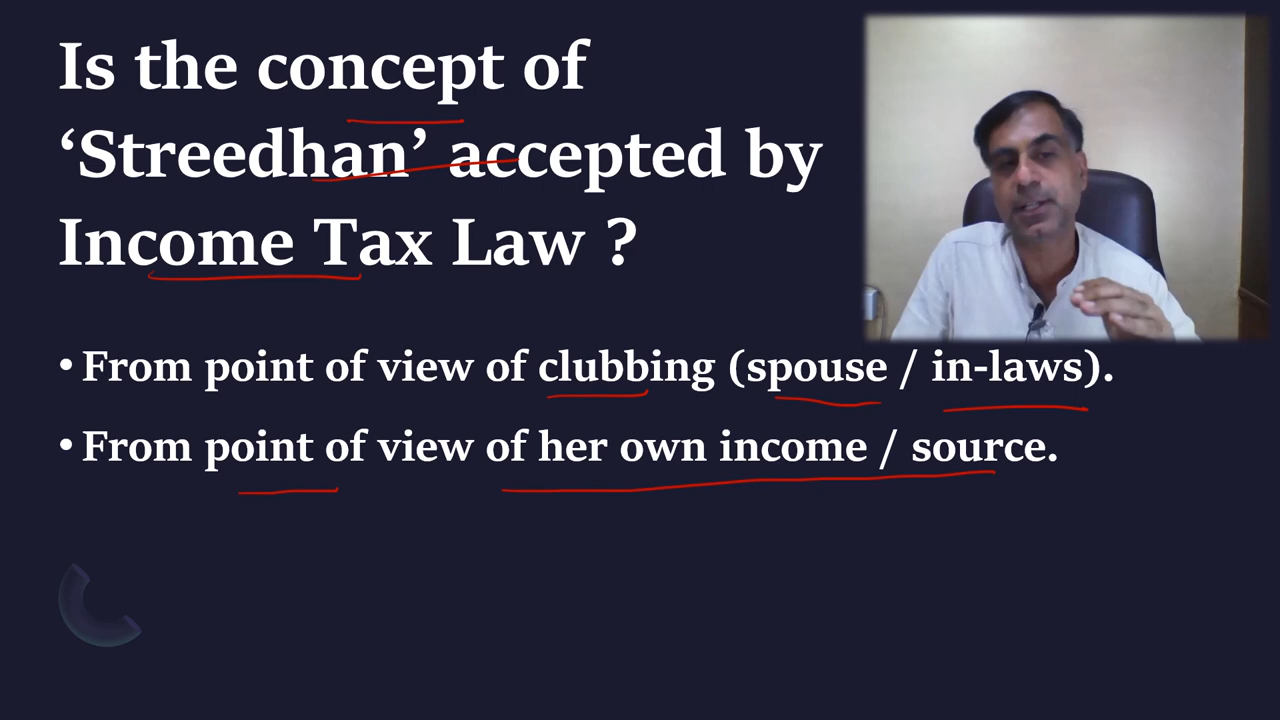 Is the concept of
‘Streedhan’ accepted by
Income Tax Law ?
• From point of view of clubbing (spouse / in-laws).
• From point of view of her own income / source.